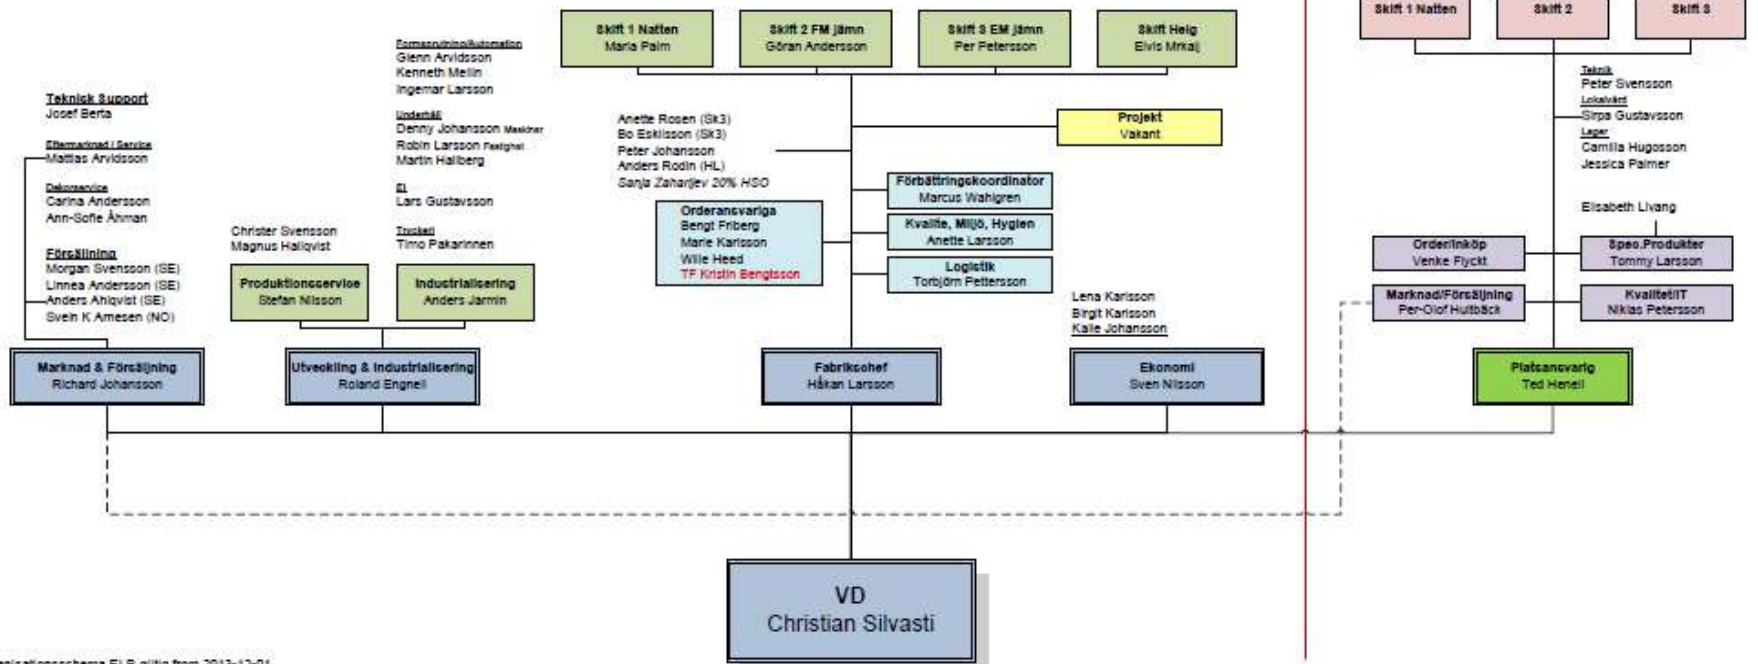 Skift 1 Natten
Maria Palm
Skift 2 FM jämn
Göran Andersson
Skift 3 EM jämn
Per Petersson
Skift Helg
Elvis Mrkalj
Skift 1 Natten
Skift 2
Skift 3
Formsprutning/Automation
Glenn Arvidsson
Kenneth Mellin
Ingemar Larsson
Underhåll
Denny Johansson Maskiner
Robin Larsson Fastighet
Martin Hallberg
El
Lars Gustavsson
Tryckeri
Timo Pakarinnen
Teknisk Support
Josef Berta
Eftermarknad / Service
Mattias Arvidsson
Dekorservice
Carina Andersson
Ann-Sofie Åhman
Försäljning
Morgan Svensson (SE)
Linnea Andersson (SE)
Anders Ahlqvist (SE)
Svein K Arnesen (NO)
Christer Svensson
Magnus Hallqvist
Produktionsservice
Stefan Nilsson
Industrialisering
Anders Jarmin
Anette Rosen (Sk3)
Bo Eskilsson (Sk3)
Peter Johansson
Anders Rodin (HL)
Sanja Zaharijev 20% HSO
Projekt
Vakant
Orderansvariga
Bengt Friberg
Marie Karlsson
Wille Heed
TF Kristin Bengtsson
Förbättringskoordinator
Marcus Wahlgren
Kvalite, Miljö, Hygien
Anette Larsson
Logistik
Torbjörn Pettersson
Lena Karlsson
Birgit Karlsson
Kalle Johansson
Teknik
Peter Svensson
Lokalvård
Sirpa Gustavsson
Lager
Camilla Hugosson
Jessica Palmer
Elisabeth Livang
Order/Inköp
Venke Flyckt
Spec.Produkter
Tommy Larsson
Marknad/Försäljning
Per-Olof Hultbäck
Kvalitet/IT
Niklas Petersson
Marknad & Försäljning
Richard Johansson
Utveckling & Industrialisering
Roland Engnell
Fabrikschef
Håkan Larsson
Ekonomi
Sven Nilsson
Platsansvarig
Ted Henell
VD
Christian Silvasti